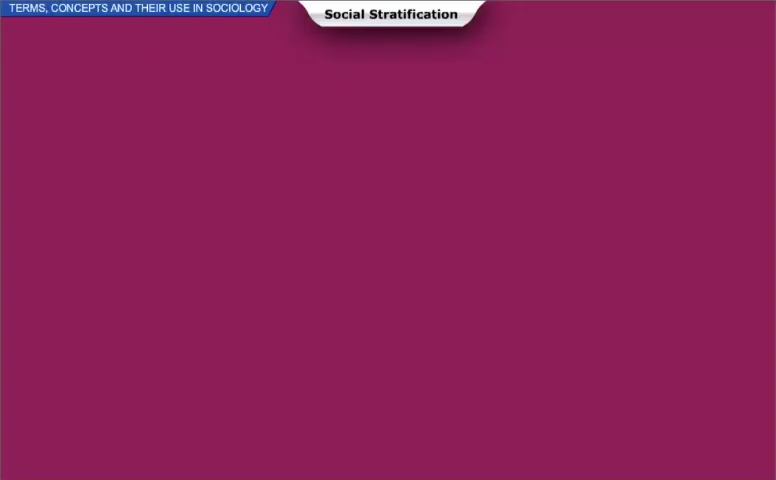 TERMS, CONCEPTS AND THEIR USE IN SOCIOLOGY
Social Stratification